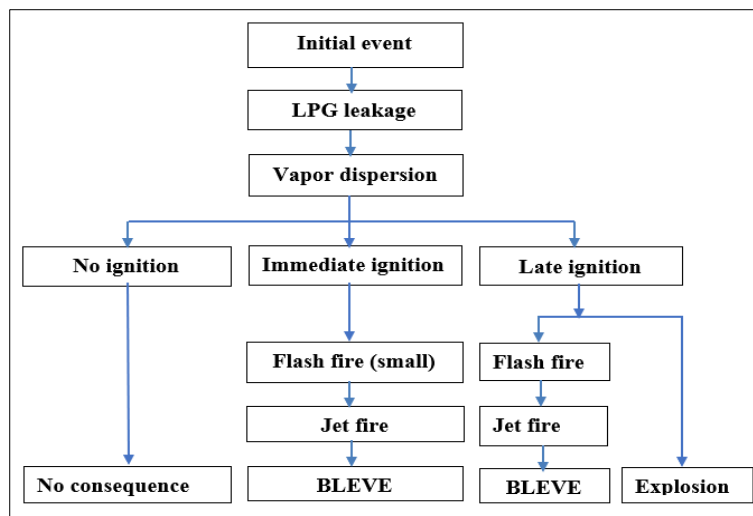 Initial event
LPG leakage
Vapor dispersion
No ignition
Immediate ignition
Late ignition
Flash fire (small)
Flash fire
Jet fire
Jet fire
No consequence
BLEVE
BLEVE
Explosion